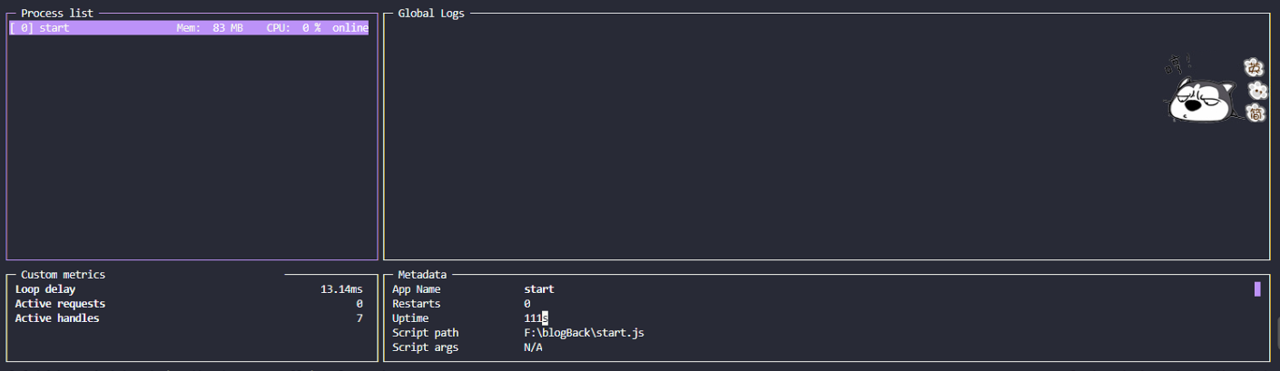 Process list
[ 0] start Mem: 83 MB CPU: 0 % online
Global Logs
Custom metrics
Loop delay 13.14ms
Active requests 0
Active handles 7
Metadata
App Name start
Restarts 0
Uptime 111s
Script path F:\blogBack\start.js
Script args N/A